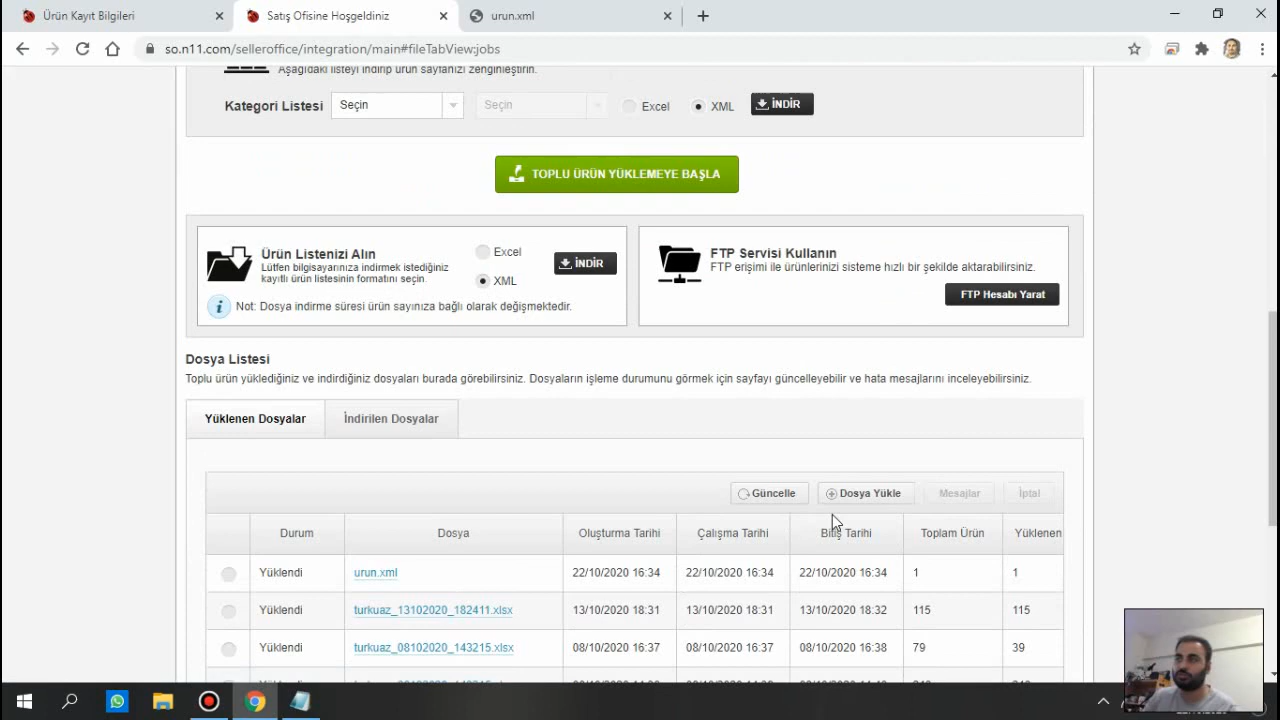 Ürün Kayıt Bilgileri
Satış Ofisine Hoşgeldiniz
urun.xml
so.n11.com/selleroffice/integration/main#fileTabView:jobs
Aşağıdaki listeyi indirip ürün sayfanızı zenginleştirin.
Kategori Listesi Seçin Seçin Excel XML İNDİR
TOPLU ÜRÜN YÜKLEMEYE BAŞLA
Ürün Listenizi Alın
Lütfen bilgisayarınıza indirmek istediğiniz
kayıtlı ürün listesinin formatını seçin.
Excel
XML
İNDİR
Not: Dosya indirme süresi ürün sayınıza bağlı olarak değişmektedir.
FTP Servisi Kullanın
FTP erişimi ile ürünlerinizi sisteme hızlı bir şekilde aktarabilirsiniz.
FTP Hesabı Yarat
Dosya Listesi
Toplu ürün yüklediğiniz ve indirdiğiniz dosyaları burada görebilirsiniz. Dosyaların işleme durumunu görmek için sayfayı güncelleyebilir ve hata mesajlarını inceleyebilirsiniz.
Yüklenen Dosyalar İndirilen Dosyalar
Güncelle Dosya Yükle Mesajlar İptal
Durum Dosya Oluşturma Tarihi Çalışma Tarihi Bitiş Tarihi Toplam Ürün Yüklenen
Yüklendi urun.xml 22/10/2020 16:34 22/10/2020 16:34 22/10/2020 16:34 1 1
Yüklendi turkuaz_13102020_182411.xlsx 13/10/2020 18:31 13/10/2020 18:31 13/10/2020 18:32 115 115
Yüklendi turkuaz_08102020_143215.xlsx 08/10/2020 16:37 08/10/2020 16:37 08/10/2020 16:38 79 39